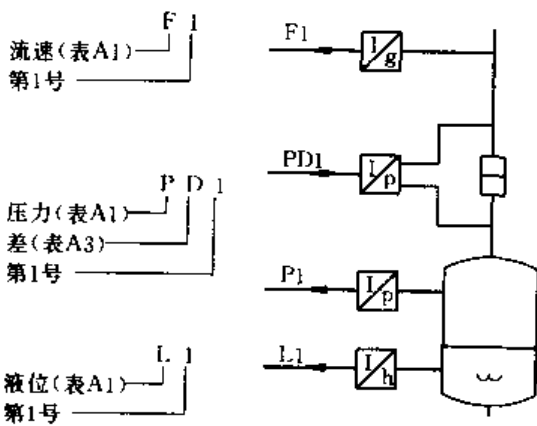 F 1
流速(表A1)
第1号
P D 1
压力(表A1)
差(表A3)
第1号
L 1
液位(表A1)
第1号
F1
I
g
PD1
I
p
P1
I
p
L1
I
h